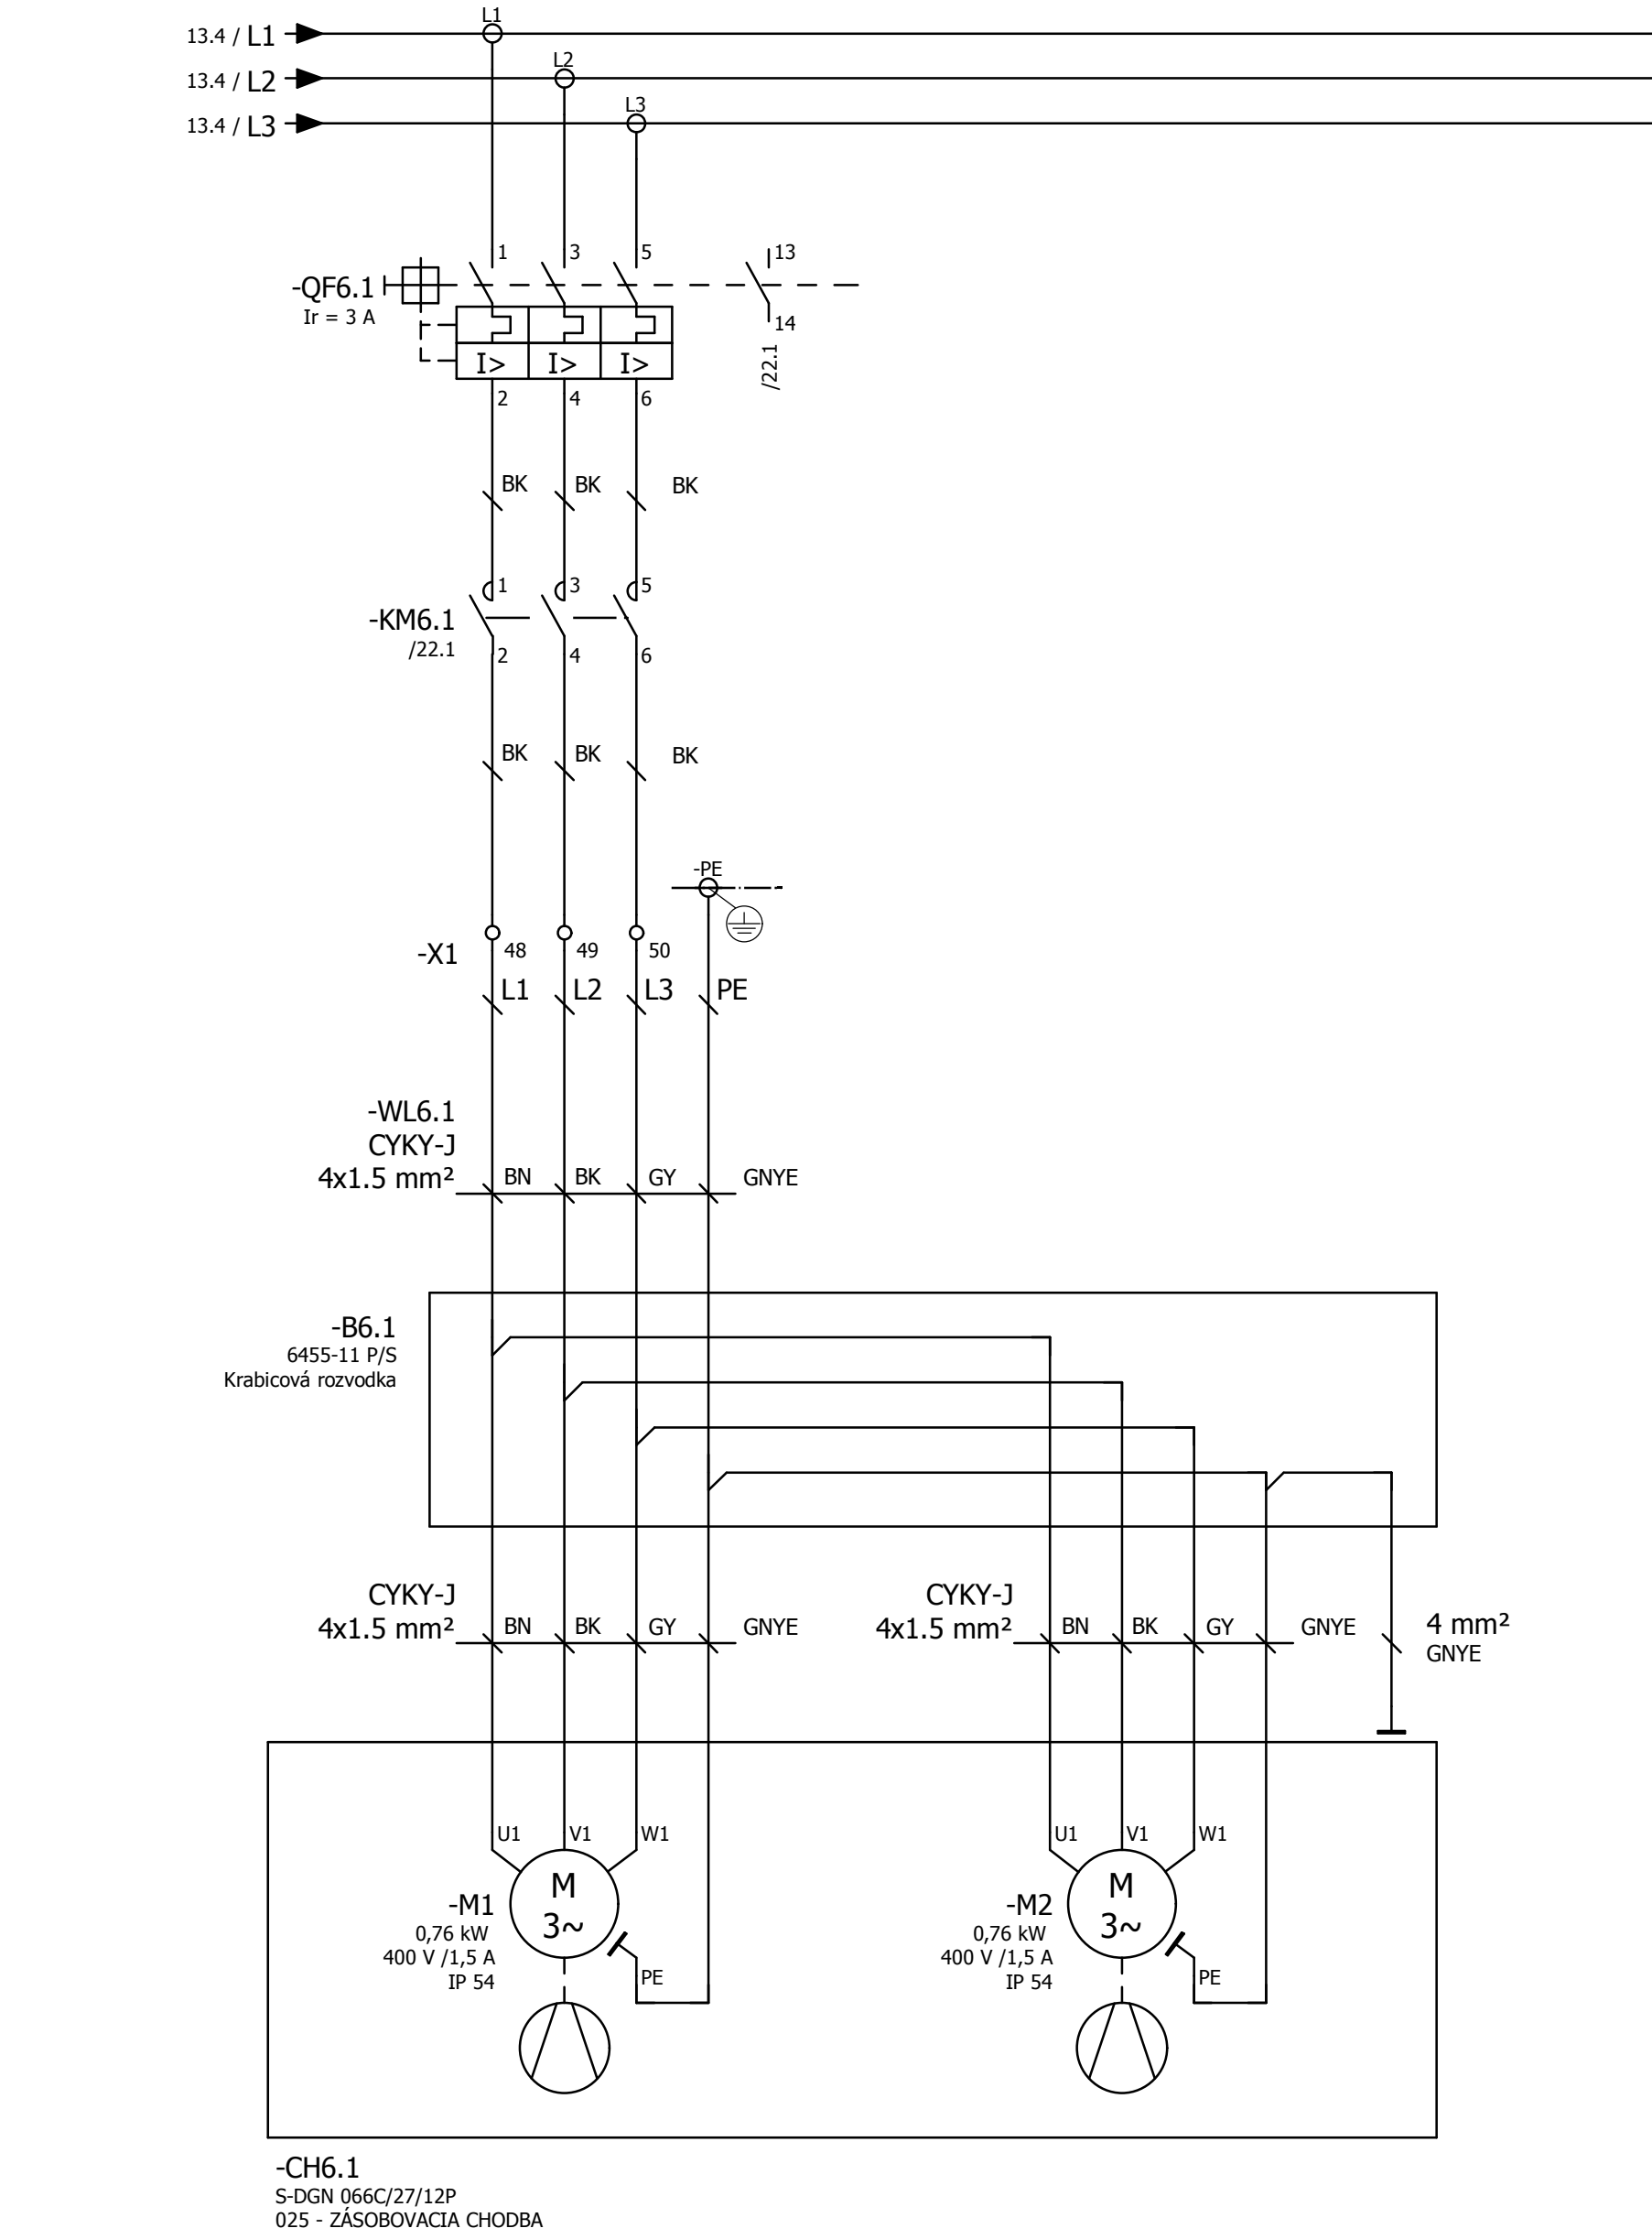 L1
13.4 / L1
L2
13.4 / L2
L3
13.4 / L3
1 3 5 13
-QF6.1
Ir = 3 A
14
I> I> I>
/22.1
2 4 6
BK BK BK
1 3 5
-KM6.1
/22.1
2 4 6
BK BK BK
-PE
-X1 48 49 50
L1 L2 L3 PE
-WL6.1
CYKY-J
4x1.5 mm² BN BK GY GNYE
-B6.1
6455-11 P/S
Krabicová rozvodka
CYKY-J
4x1.5 mm² BN BK GY GNYE
CYKY-J
4x1.5 mm² BN BK GY GNYE
4 mm²
GNYE
U1 V1 W1
M
3~
-M1
0,76 kW
400 V /1,5 A
IP 54
PE
U1 V1 W1
M
3~
-M2
0,76 kW
400 V /1,5 A
IP 54
PE
-CH6.1
S-DGN 066C/27/12P
025 - ZÁSOBOVACIA CHODBA